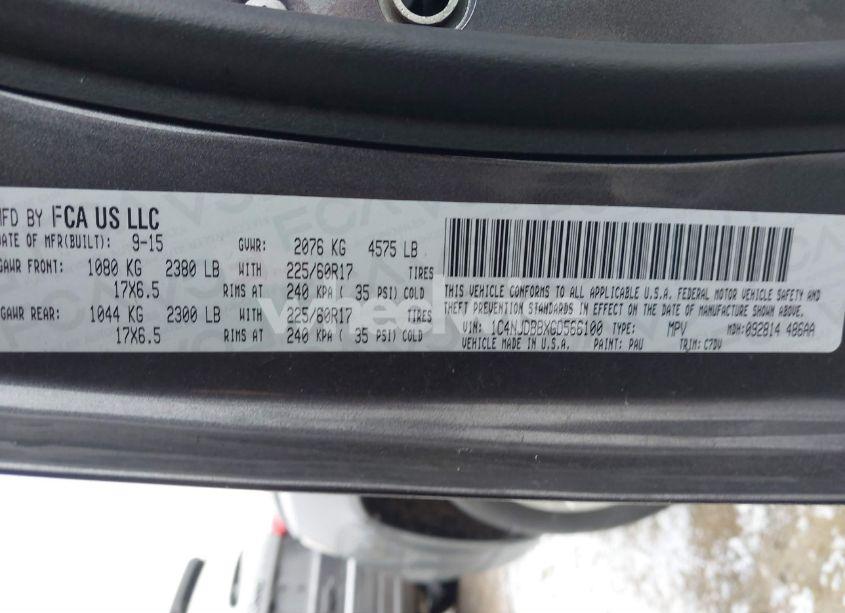 MFD BY FCA US LLC
DATE OF MFR(BUILT): 9-15 GVWR: 2076 KG 4575 LB
GAWR FRONT: 1080 KG 2380 LB WITH 225/60R17 TIRES
17X6.5 RIMS AT 240 KPA ( 35 PSI) COLD
GAWR REAR: 1044 KG 2300 LB WITH 225/60R17 TIRES
17X6.5 RIMS AT 240 KPA ( 35 PSI) COLD
THIS VEHICLE CONFORMS TO ALL APPLICABLE U.S.A. FEDERAL MOTOR VEHICLE SAFETY AND
THEFT PREVENTION STANDARDS IN EFFECT ON THE DATE OF MANUFACTURE SHOWN ABOVE.
VIN: 1C4NJDBBXGD566100 TYPE: MPV MDH:092814 486AA
VEHICLE MADE IN U.S.A. PAINT: PAU TRIM: C7DV